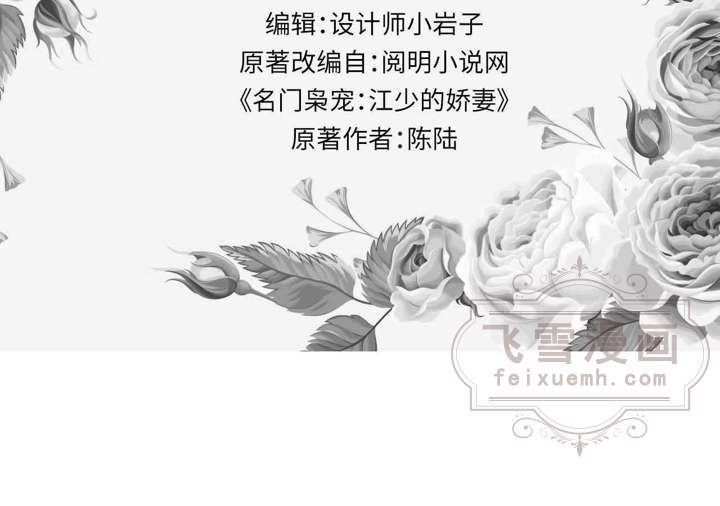 编辑：设计师小岩子
原著改编自：阅明小说网
《名门枭宠：江少的娇妻》
原著作者：陈陆
飞雪漫画
feixuemh.com